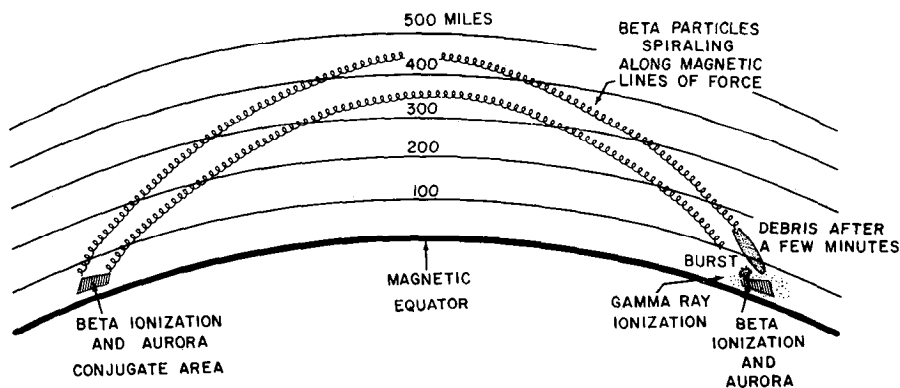 500 MILES
400
300
200
100
BETA PARTICLES
SPIRALING
ALONG MAGNETIC
LINES OF FORCE
DEBRIS AFTER
A FEW MINUTES
BURST
GAMMA RAY
IONIZATION
MAGNETIC
EQUATOR
BETA IONIZATION
AND AURORA
CONJUGATE AREA
BETA
IONIZATION
AND
AURORA